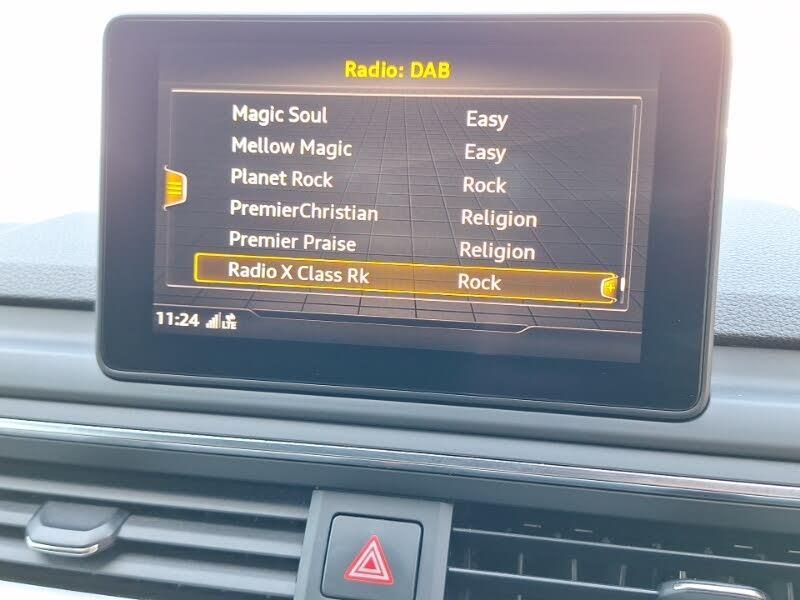 Radio: DAB
Magic Soul Easy
Mellow Magic Easy
Planet Rock Rock
PremierChristian Religion
Premier Praise Religion
Radio X Class Rk Rock
11:24 LTE